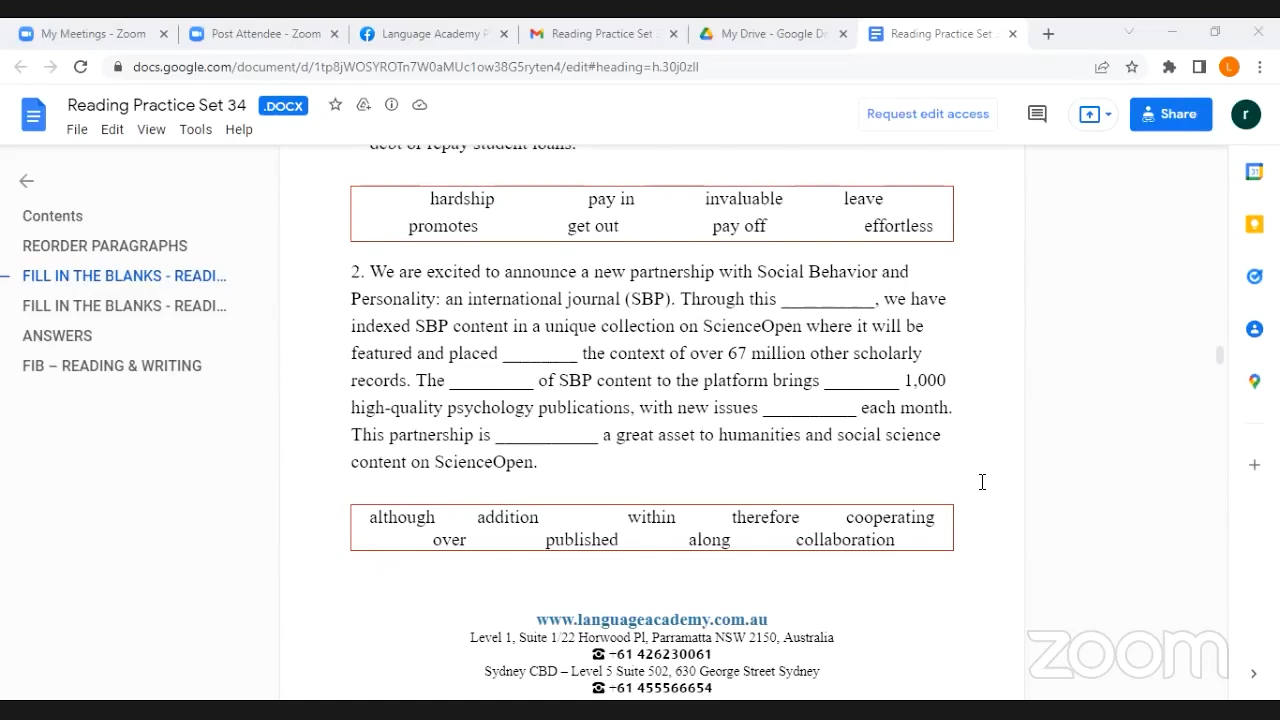 My Meetings - Zoom
Post Attendee - Zoom
Language Academy P
Reading Practice Set
My Drive - Google Dr
Reading Practice Set
docs.google.com/document/d/1tp8jWOSYROTn7W0aMUc1ow38G5ryten4/edit#heading=h.30j0zll
L
Reading Practice Set 34 .DOCX
File Edit View Tools Help
Request edit access
Share
r
31
Contents
REORDER PARAGRAPHS
FILL IN THE BLANKS - READI...
FILL IN THE BLANKS - READI...
ANSWERS
FIB – READING & WRITING
debt or repay student loans.
hardship pay in invaluable leave
promotes get out pay off effortless
2. We are excited to announce a new partnership with Social Behavior and
Personality: an international journal (SBP). Through this __________, we have
indexed SBP content in a unique collection on ScienceOpen where it will be
featured and placed ________ the context of over 67 million other scholarly
records. The _________ of SBP content to the platform brings ________ 1,000
high-quality psychology publications, with new issues __________ each month.
This partnership is ___________ a great asset to humanities and social science
content on ScienceOpen.
although addition within therefore cooperating
over published along collaboration
www.languageacademy.com.au
Level 1, Suite 1/22 Horwood Pl, Parramatta NSW 2150, Australia
☎ +61 426230061
Sydney CBD – Level 5 Suite 502, 630 George Street Sydney
☎ +61 455566654
zoom